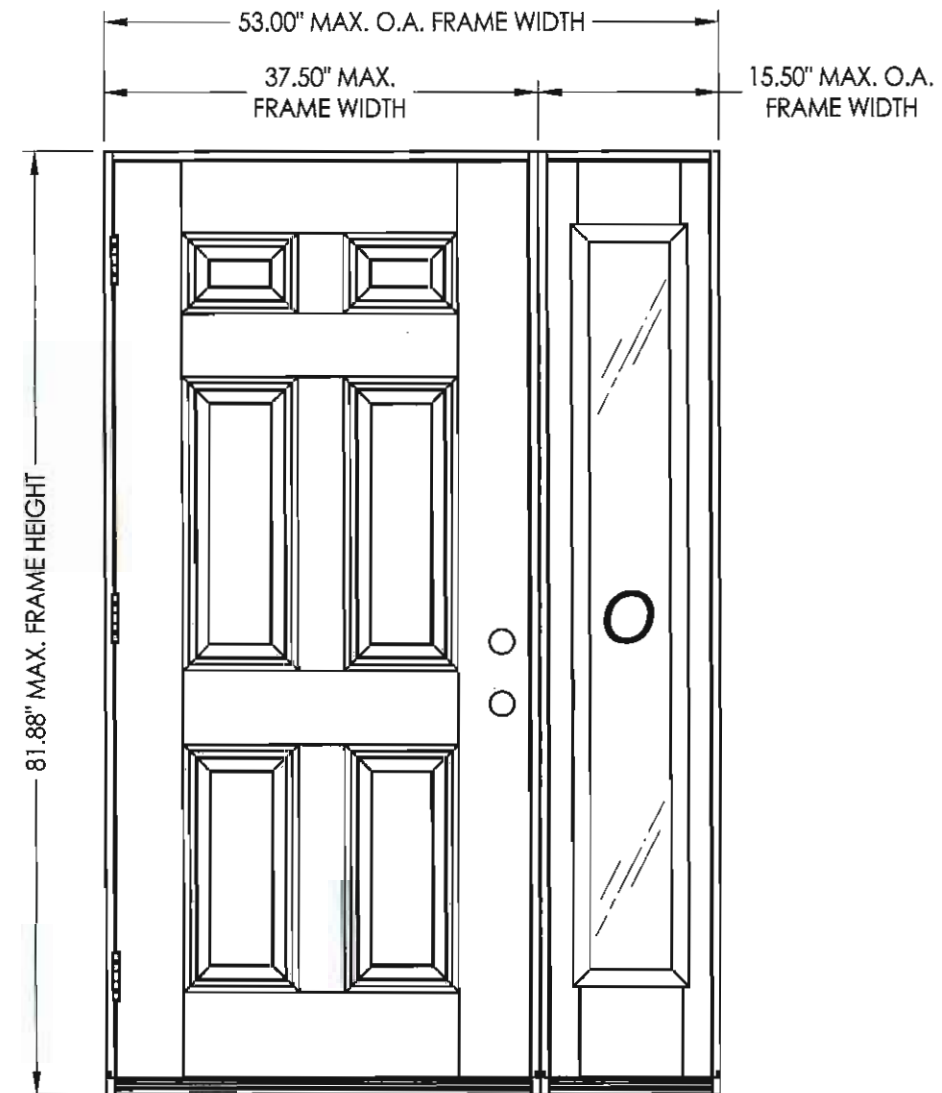 53.00" MAX. O.A. FRAME WIDTH
37.50" MAX.
FRAME WIDTH
15.50" MAX. O.A.
FRAME WIDTH
81.88" MAX. FRAME HEIGHT
O